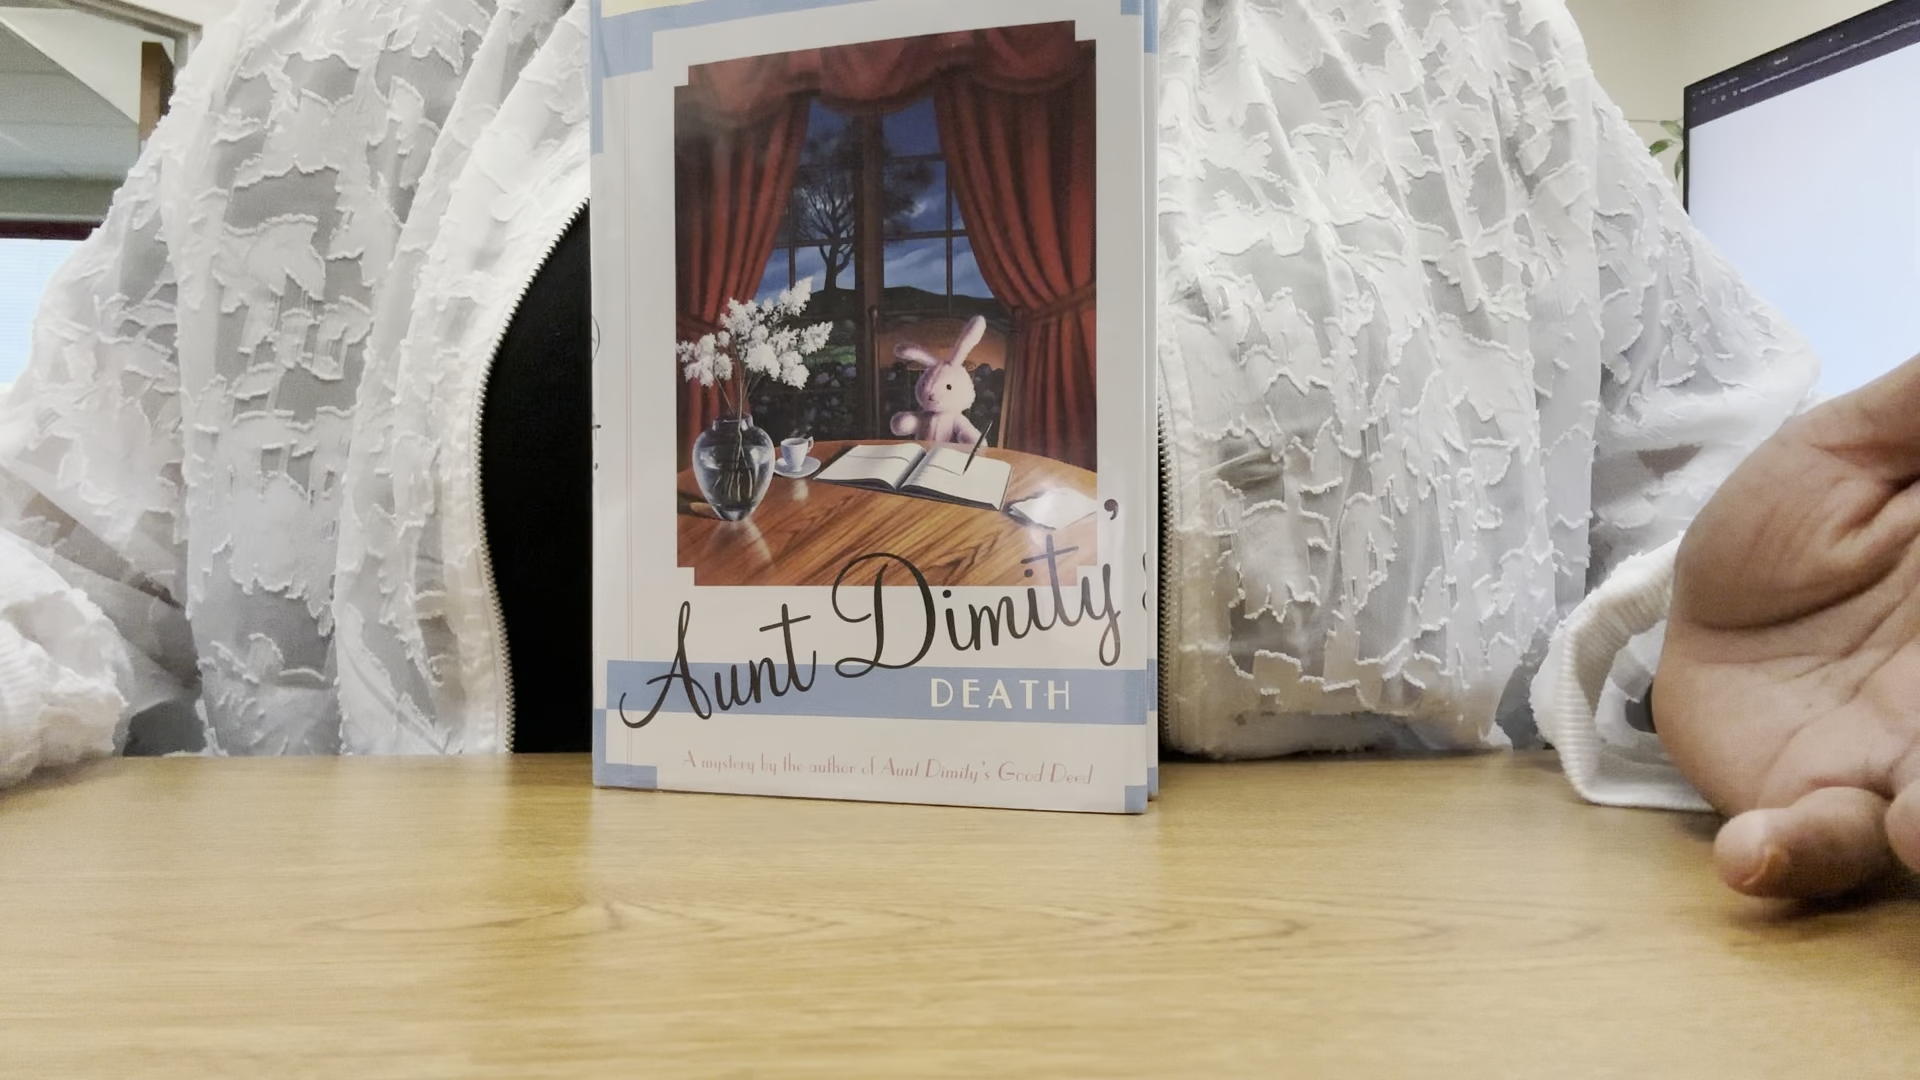 Aunt Dimity's
DEATH
A mystery by the author of Aunt Dimity's Good Deed